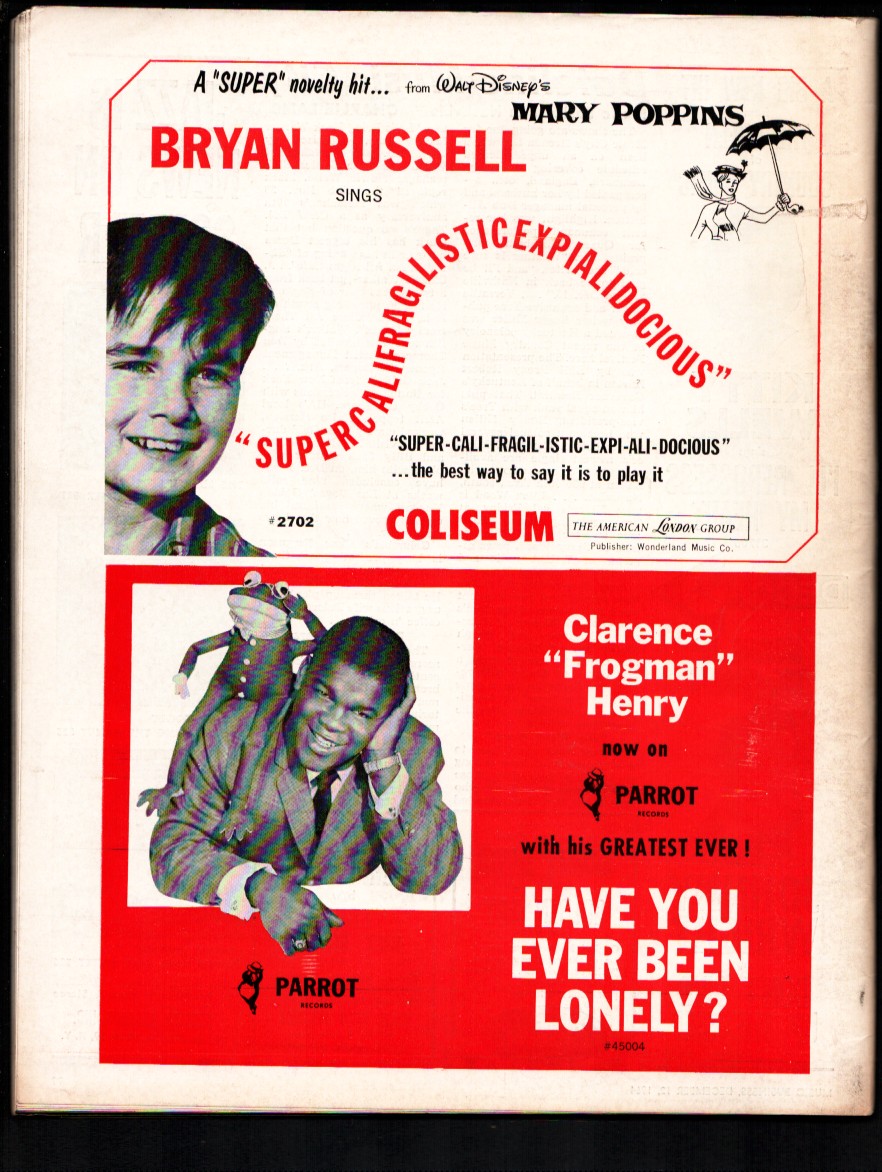 A "SUPER" novelty hit... from WALT DISNEY'S
MARY POPPINS
BRYAN RUSSELL
SINGS
"SUPERCALIFRAGILISTICEXPIALIDOCIOUS"
"SUPER-CALI-FRAGIL-ISTIC-EXPI-ALI-DOCIOUS"
...the best way to say it is to play it
#2702
COLISEUM
THE AMERICAN LONDON GROUP
Publisher: Wonderland Music Co.
Clarence
"Frogman"
Henry
now on
PARROT
RECORDS
with his GREATEST EVER!
HAVE YOU
EVER BEEN
LONELY?
#45004
PARROT
RECORDS